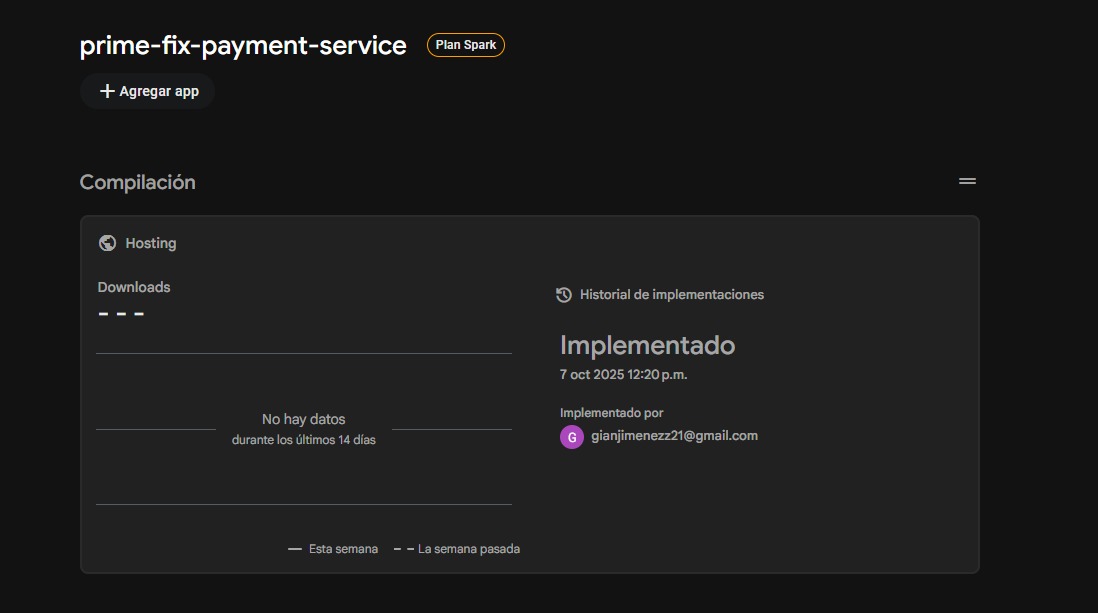 prime-fix-payment-service
Plan Spark
+ Agregar app
Compilación
Hosting
Downloads
- - -
No hay datos
durante los últimos 14 días
Esta semana
La semana pasada
Historial de implementaciones
Implementado
7 oct 2025 12:20 p.m.
Implementado por
G gianjimenezz21@gmail.com